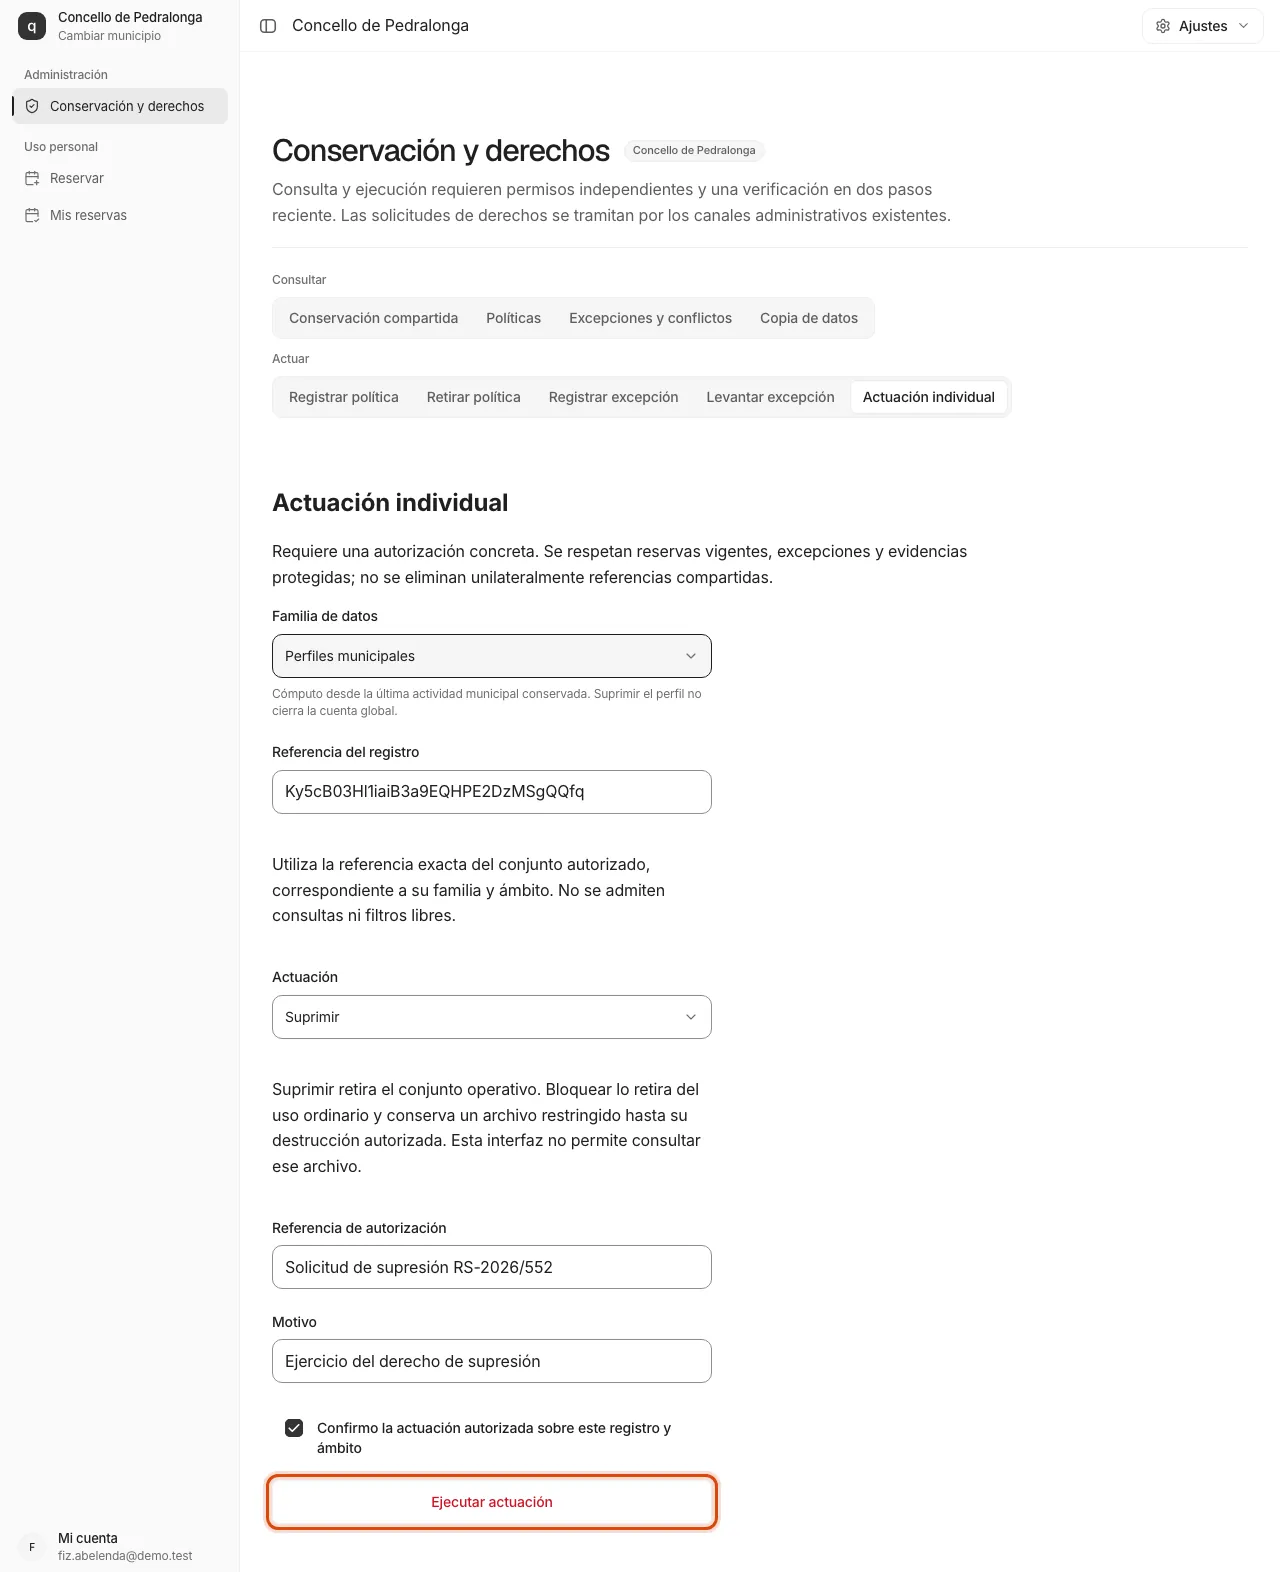 q
Concello de Pedralonga
Cambiar municipio
Administración
Conservación y derechos
Uso personal
Reservar
Mis reservas
Concello de Pedralonga
Ajustes
Conservación y derechos
Concello de Pedralonga
Consulta y ejecución requieren permisos independientes y una verificación en dos pasos
reciente. Las solicitudes de derechos se tramitan por los canales administrativos existentes.
Consultar
Conservación compartida Políticas Excepciones y conflictos Copia de datos
Actuar
Registrar política Retirar política Registrar excepción Levantar excepción Actuación individual
Actuación individual
Requiere una autorización concreta. Se respetan reservas vigentes, excepciones y evidencias
protegidas; no se eliminan unilateralmente referencias compartidas.
Familia de datos
Perfiles municipales
Cómputo desde la última actividad municipal conservada. Suprimir el perfil no
cierra la cuenta global.
Referencia del registro
Ky5cB03Hl1iaiB3a9EQHPE2DzMSgQQfq
Utiliza la referencia exacta del conjunto autorizado,
correspondiente a su familia y ámbito. No se admiten
consultas ni filtros libres.
Actuación
Suprimir
Suprimir retira el conjunto operativo. Bloquear lo retira del
uso ordinario y conserva un archivo restringido hasta su
destrucción autorizada. Esta interfaz no permite consultar
ese archivo.
Referencia de autorización
Solicitud de supresión RS-2026/552
Motivo
Ejercicio del derecho de supresión
Confirmo la actuación autorizada sobre este registro y
ámbito
Ejecutar actuación
F
Mi cuenta
fiz.abelenda@demo.test